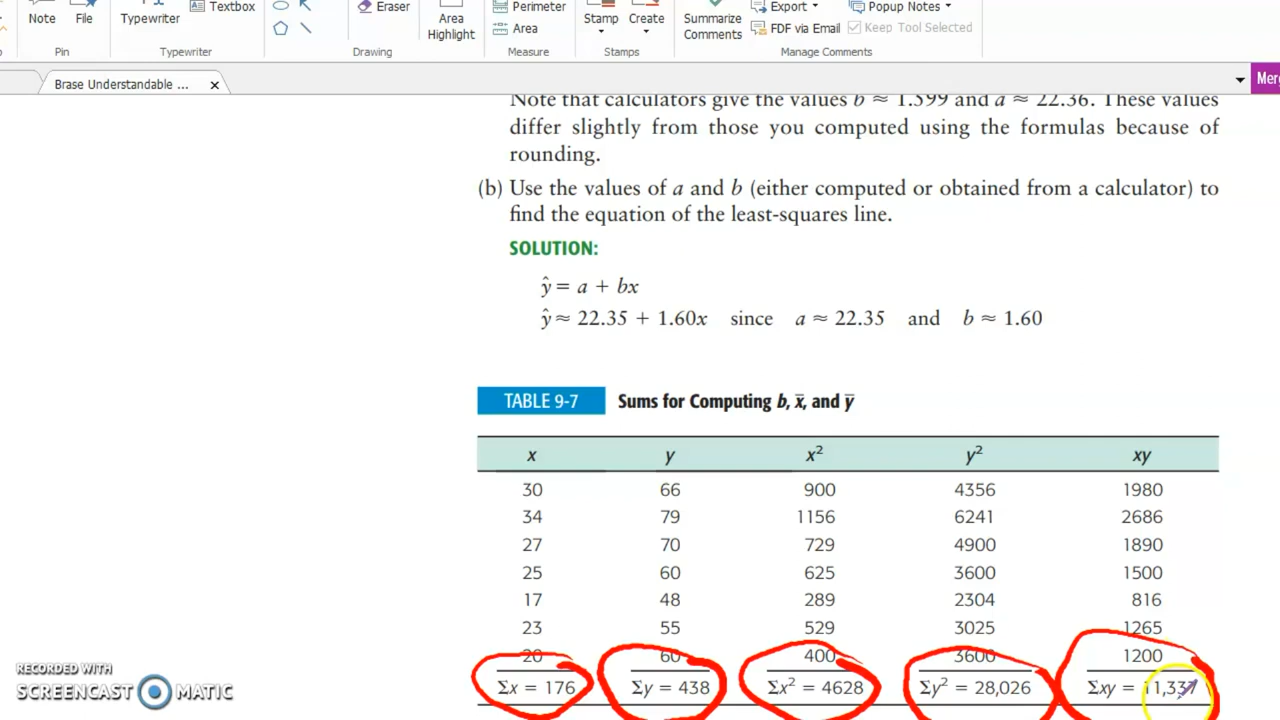 Note File Typewriter Textbox Eraser Area Highlight Perimeter Area Stamp Create Summarize Comments Export Popup Notes
FDF via Email Keep Tool Selected
Pin Typewriter Drawing Measure Stamps Manage Comments
Brase Understandable ... x
Note that calculators give the values b ≈ 1.599 and a ≈ 22.36. These values
differ slightly from those you computed using the formulas because of
rounding.
(b) Use the values of a and b (either computed or obtained from a calculator) to
find the equation of the least-squares line.
SOLUTION:
ŷ = a + bx
ŷ ≈ 22.35 + 1.60x since a ≈ 22.35 and b ≈ 1.60
TABLE 9-7 Sums for Computing b, x̄, and ȳ
x y x² y² xy
30 66 900 4356 1980
34 79 1156 6241 2686
27 70 729 4900 1890
25 60 625 3600 1500
17 48 289 2304 816
23 55 529 3025 1265
20 60 400 3600 1200
Σx = 176 Σy = 438 Σx² = 4628 Σy² = 28,026 Σxy = 11,337
RECORDED WITH
SCREENCAST MATIC